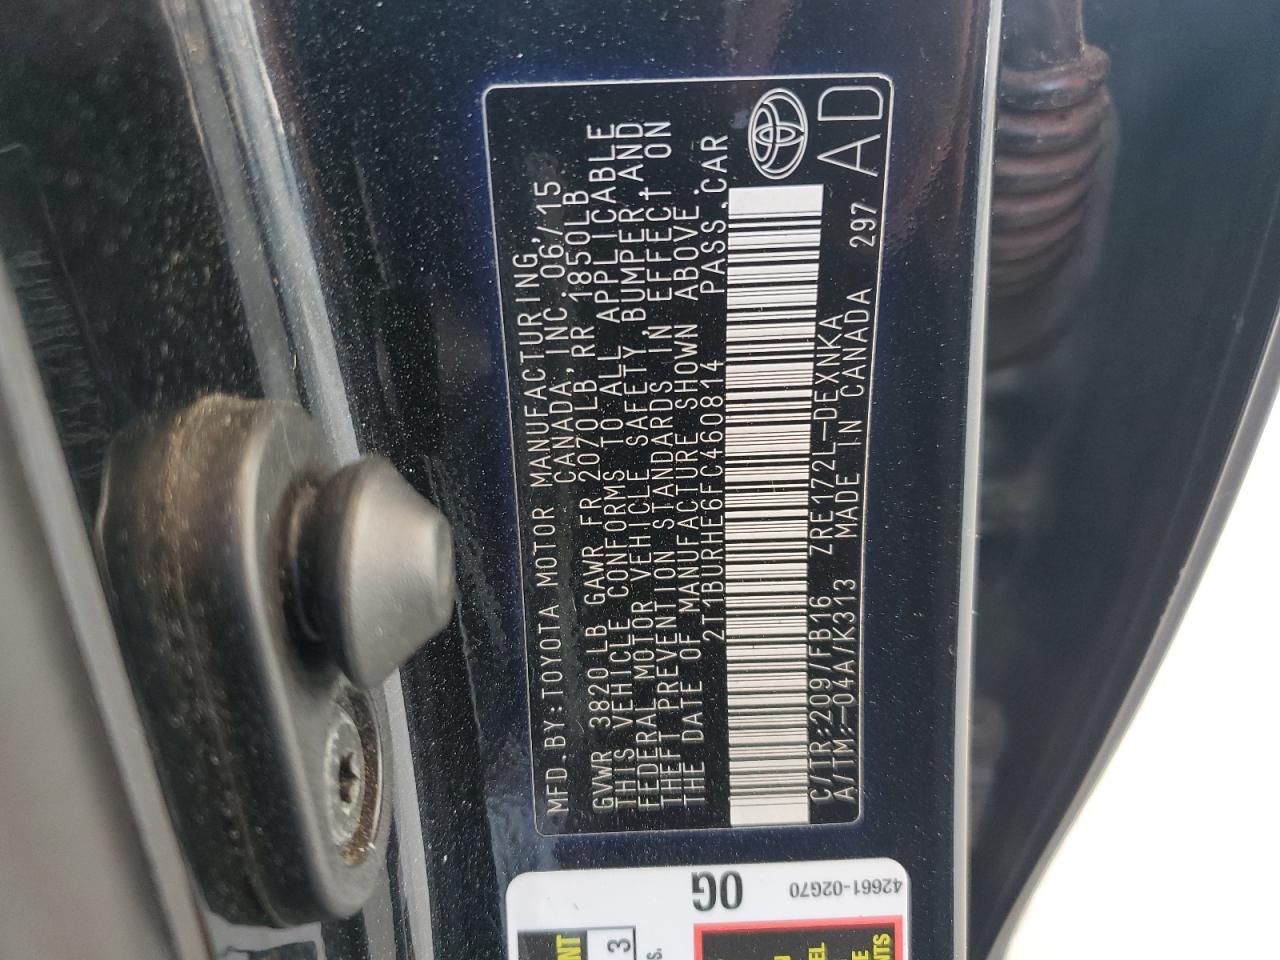 MFD.BY:TOYOTA MOTOR MANUFACTURING,
CANADA,INC. 06/15
GVWR 3820LB GAWR FR 2070LB,RR 1850LB
THIS VEHICLE CONFORMS TO ALL APPLICABLE
FEDERAL MOTOR VEHICLE SAFETY,BUMPER,AND
THEFT PREVENTION STANDARDS IN EFFECT ON
THE DATE OF MANUFACTURE SHOWN ABOVE.
2T1BURHE6FC460814 PASS.CAR
C/TR:209/FB16 ZRE172L-DEXNKA
A/TM:-04A/K313 MADE IN CANADA 297
AD
0G
42661-02G70
3